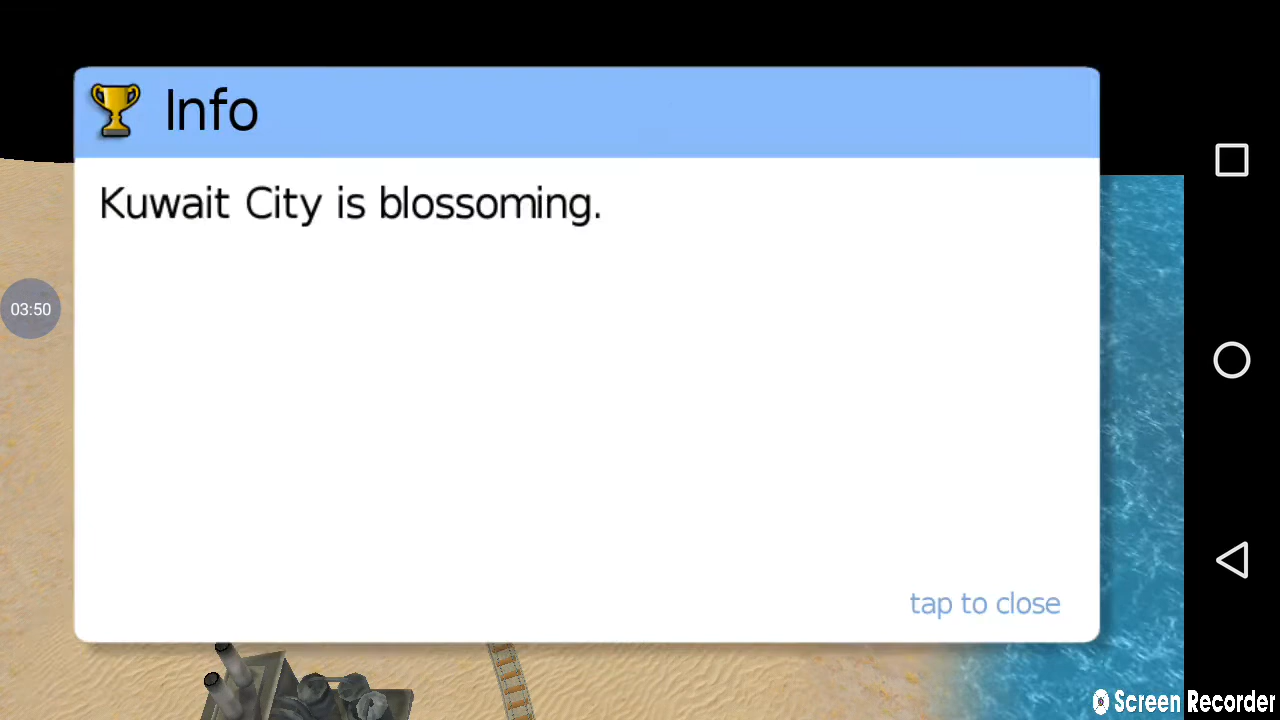 Info
Kuwait City is blossoming.
03:50
tap to close
Screen Recorder